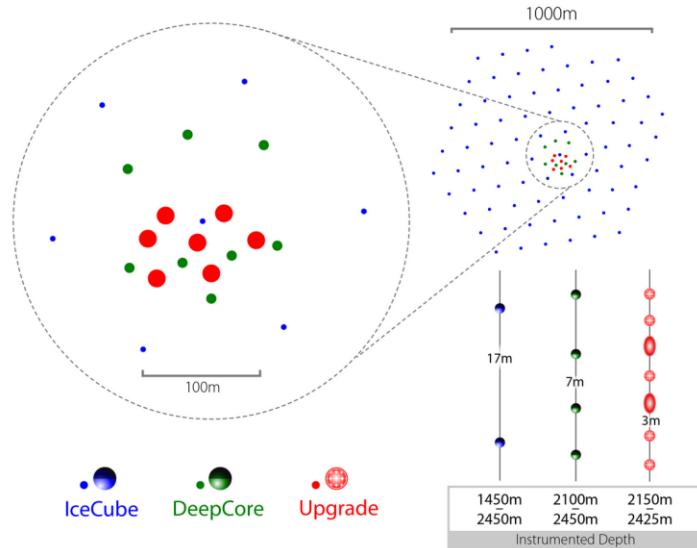 1000m
100m
17m
7m
3m
IceCube
DeepCore
Upgrade
1450m 2100m 2150m
– – –
2450m 2450m 2425m
Instrumented Depth